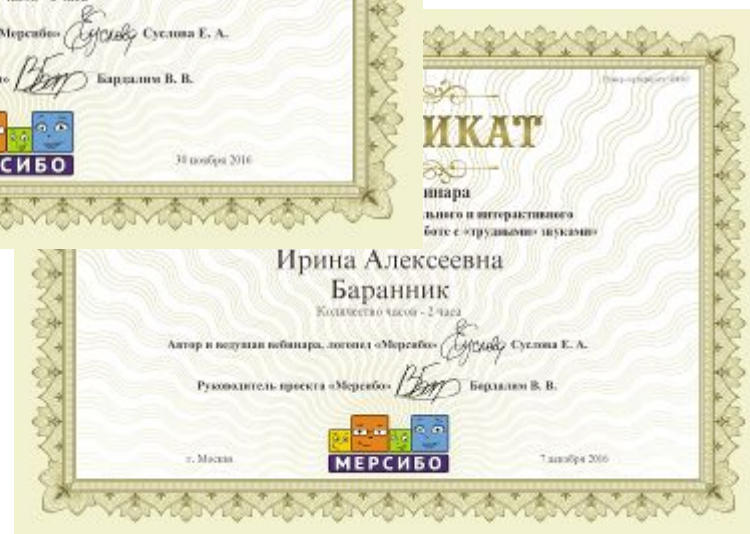 Мерсибо» Суслова Е. А.
Бардалим В. В.
СИБО
30 ноября 2016
ИКАТ
инара
льного и интерактивного
боте с «трудными» звуками»
Ирина Алексеевна
Баранник
Количество часов - 2 часа
Автор и ведущая вебинара, логопед «Мерсибо» Суслова Е. А.
Руководитель проекта «Мерсибо» Бардалим В. В.
МЕРСИБО
г. Москва
7 декабря 2016